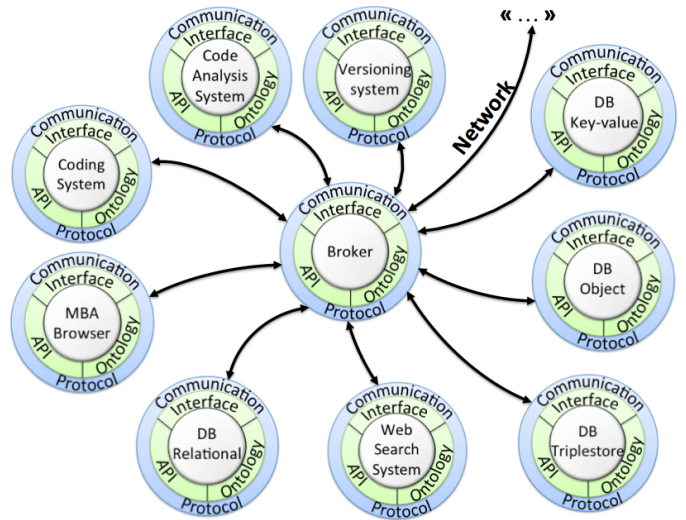 « ... »
Network
Communication
Interface
Code
Analysis
System
API
Ontology
Protocol
Communication
Interface
Versioning
system
API
Ontology
Protocol
Communication
Interface
DB
Key-value
API
Ontology
Protocol
Communication
Interface
Coding
System
API
Ontology
Protocol
Communication
Interface
Broker
API
Ontology
Protocol
Communication
Interface
DB
Object
API
Ontology
Protocol
Communication
Interface
MBA
Browser
API
Ontology
Protocol
Communication
Interface
DB
Relational
API
Ontology
Protocol
Communication
Interface
Web
Search
System
API
Ontology
Protocol
Communication
Interface
DB
Triplestore
API
Ontology
Protocol